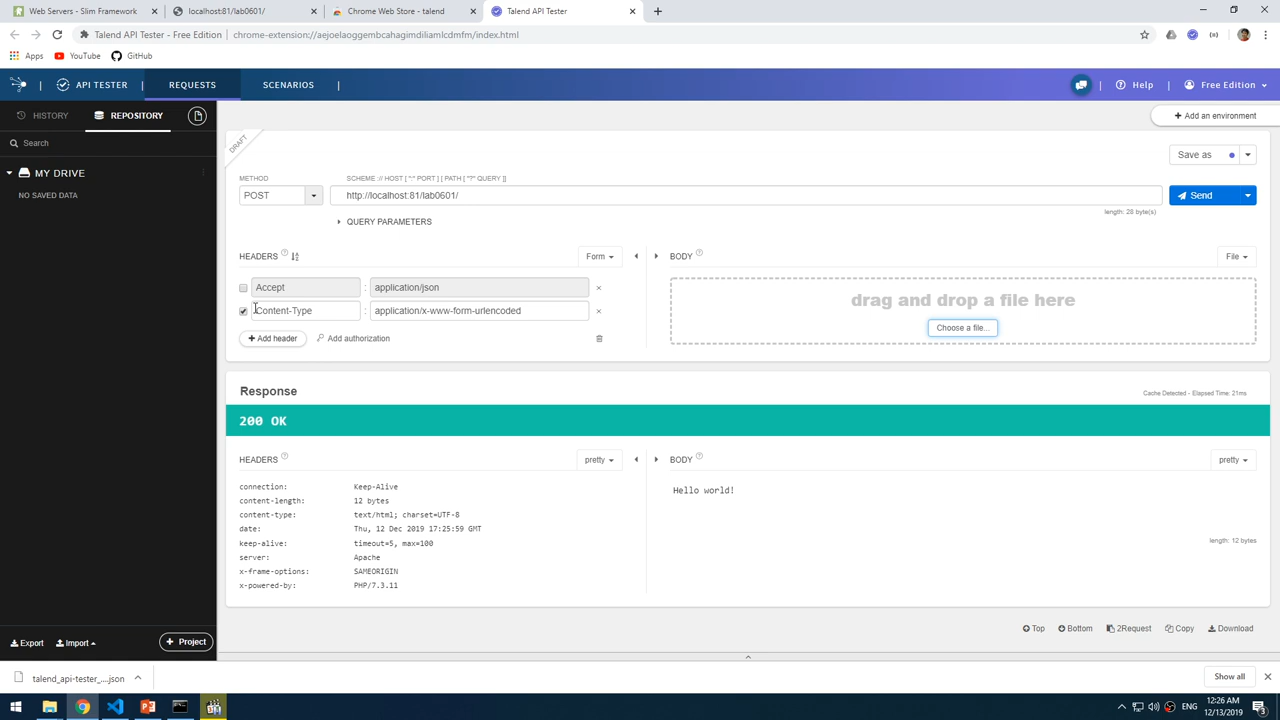 Web Servers - Slim Framework
localhost:81/lab0601/
Chrome Web Store - talend
Talend API Tester
Talend API Tester - Free Edition
chrome-extension://aejoelaoggembcahagimdiliamlcdmfm/index.html
Apps
YouTube
GitHub
API TESTER
REQUESTS
SCENARIOS
Help
Free Edition
HISTORY
REPOSITORY
Add an environment
Search
DRAFT
Save as
MY DRIVE
METHOD
SCHEME :// HOST [ ":" PORT ] [ PATH [ "?" QUERY ]]
NO SAVED DATA
POST
http://localhost:81/lab0601/
Send
length: 28 byte(s)
QUERY PARAMETERS
HEADERS
Form
BODY
File
Accept : application/json
Content-Type : application/x-www-form-urlencoded
drag and drop a file here
Choose a file...
Add header
Add authorization
Response
Cache Detected - Elapsed Time: 21ms
200 OK
HEADERS
pretty
BODY
pretty
connection: Keep-Alive
content-length: 12 bytes
content-type: text/html; charset=UTF-8
date: Thu, 12 Dec 2019 17:25:59 GMT
keep-alive: timeout=5, max=100
server: Apache
x-frame-options: SAMEORIGIN
x-powered-by: PHP/7.3.11
Hello world!
length: 12 bytes
Export
Import
Project
Top
Bottom
2Request
Copy
Download
talend_api-tester_....json
Show all
ENG
12:26 AM
12/13/2019
3